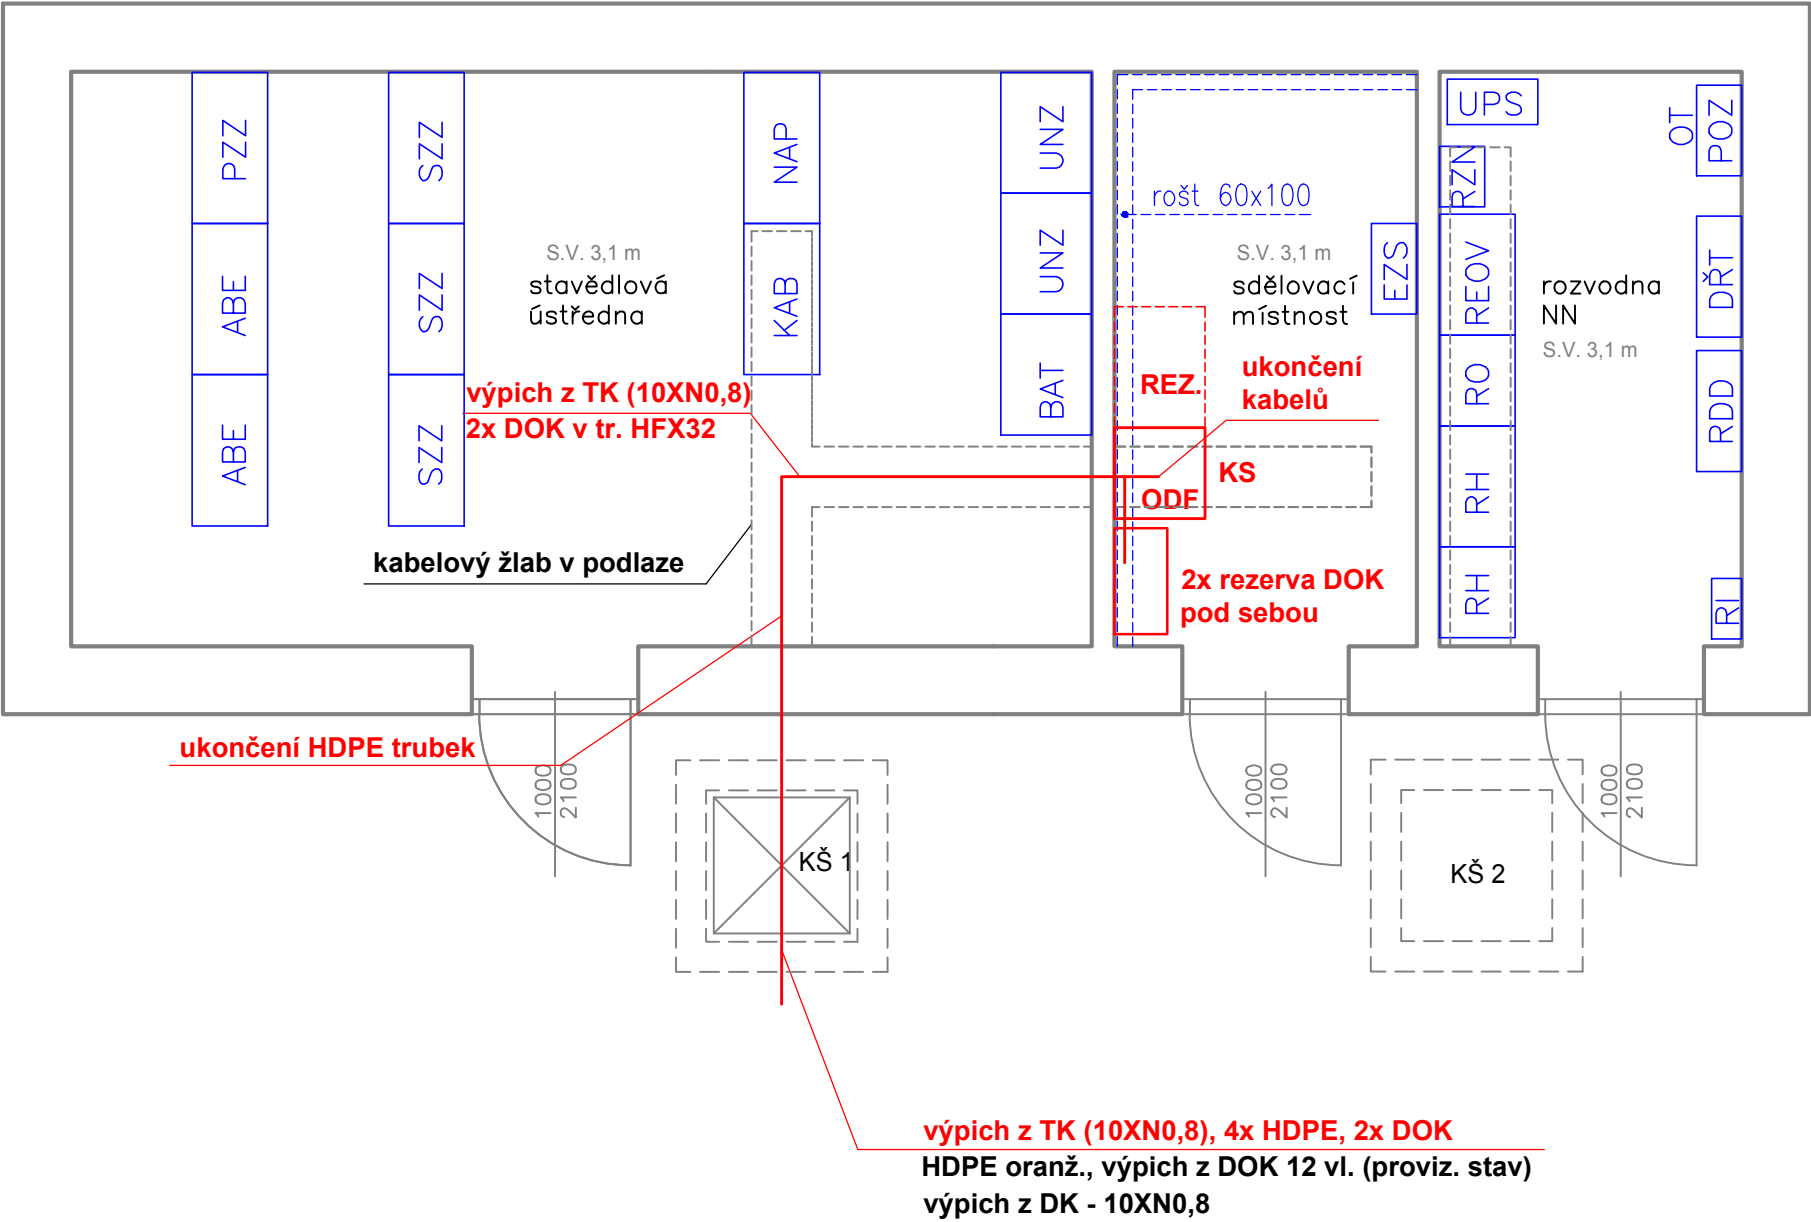 PZZ
SZZ
NAP
UNZ
UPS
OT
POZ
RZN
rošt 60x100
S.V. 3,1 m
stavědlová
ústředna
ABE
SZZ
KAB
UNZ
S.V. 3,1 m
sdělovací
místnost
EZS
REOV
rozvodna
NN
S.V. 3,1 m
DŘT
výpich z TK (10XN0,8)
2x DOK v tr. HFX32
ABE
SZZ
BAT
REZ.
ukončení
kabelů
RO
RDD
KS
ODF
RH
kabelový žlab v podlaze
2x rezerva DOK
pod sebou
RH
RI
ukončení HDPE trubek
1000
2100
1000
2100
1000
2100
KŠ 1
KŠ 2
výpich z TK (10XN0,8), 4x HDPE, 2x DOK
HDPE oranž., výpich z DOK 12 vl. (proviz. stav)
výpich z DK - 10XN0,8